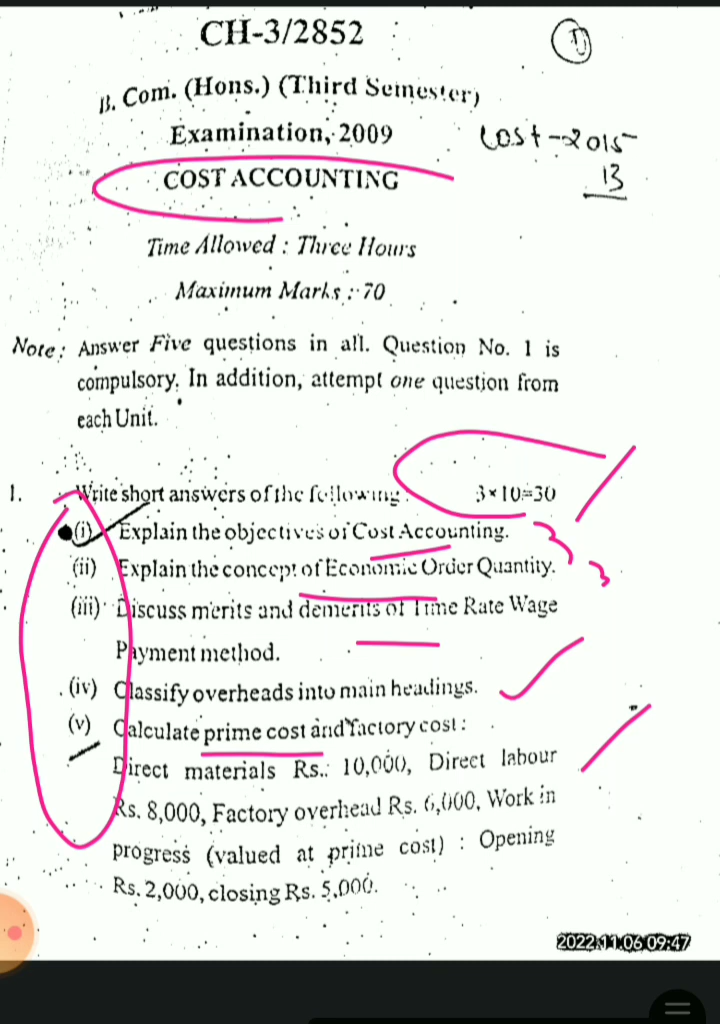 CH-3/2852
1)
B. Com. (Hons.) (Third Semester)
Examination, 2009
Cost-2015
13
COST ACCOUNTING
Time Allowed : Three Hours
Maximum Marks : 70
Note: Answer Five questions in all. Question No. 1 is
compulsory. In addition, attempt one question from
each Unit.
1. Write short answers of the following 3×10=30
(i) Explain the objectives of Cost Accounting.
(ii) Explain the concept of Economic Order Quantity.
(iii) Discuss merits and demerits of Time Rate Wage
Payment method.
(iv) Classify overheads into main headings.
(v) Calculate prime cost and factory cost :
Direct materials Rs.: 10,000, Direct labour
Rs. 8,000, Factory overhead Rs. 6,000, Work in
progress (valued at prime cost) : Opening
Rs. 2,000, closing Rs. 5,000.
2022.11.06 09:47